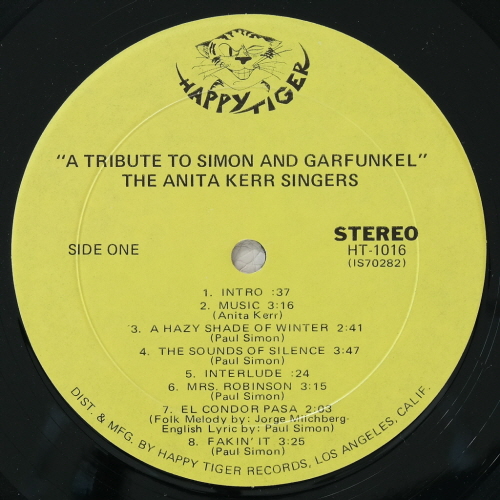 HAPPY TIGER
"A TRIBUTE TO SIMON AND GARFUNKEL"
THE ANITA KERR SINGERS
SIDE ONE
STEREO
HT-1016
(IS70282)
1. INTRO :37
2. MUSIC 3:16
(Anita Kerr)
3. A HAZY SHADE OF WINTER 2:41
(Paul Simon)
4. THE SOUNDS OF SILENCE 3:47
(Paul Simon)
5. INTERLUDE :24
6. MRS. ROBINSON 3:15
(Paul Simon)
7. EL CONDOR PASA 2:03
(Folk Melody by: Jorge Milchberg-
English Lyric by: Paul Simon)
8. FAKIN' IT 3:25
(Paul Simon)
DIST. & MFG. BY HAPPY TIGER RECORDS, LOS ANGELES, CALIF.